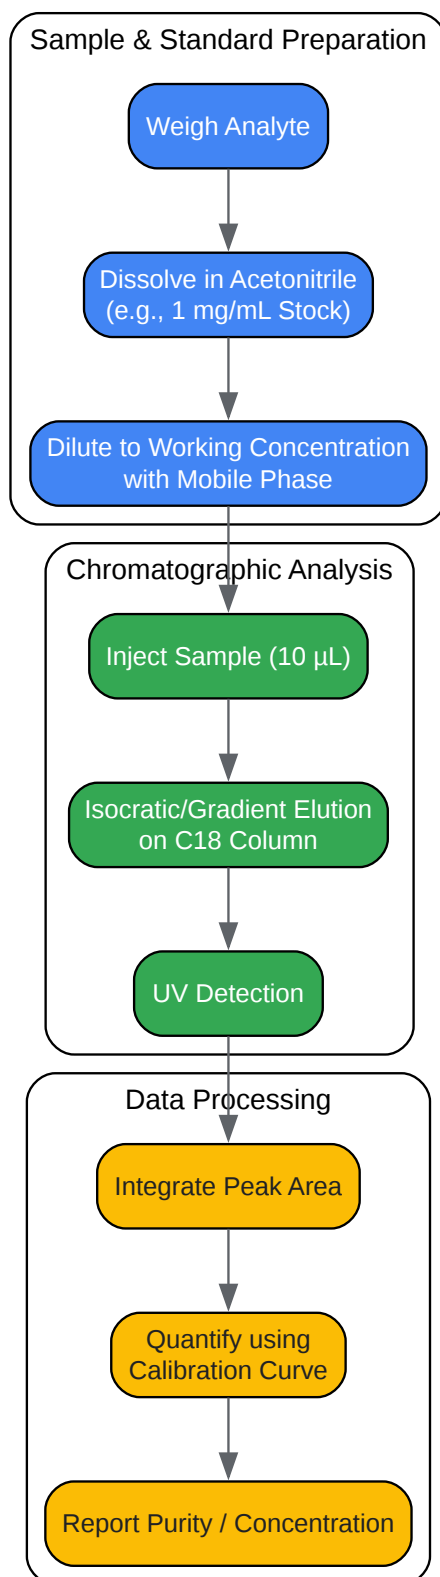 Sample & Standard Preparation
Weigh Analyte
Dissolve in Acetonitrile
(e.g., 1 mg/mL Stock)
Dilute to Working Concentration
with Mobile Phase
Chromatographic Analysis
Inject Sample (10 µL)
Isocratic/Gradient Elution
on C18 Column
UV Detection
Data Processing
Integrate Peak Area
Quantify using
Calibration Curve
Report Purity / Concentration